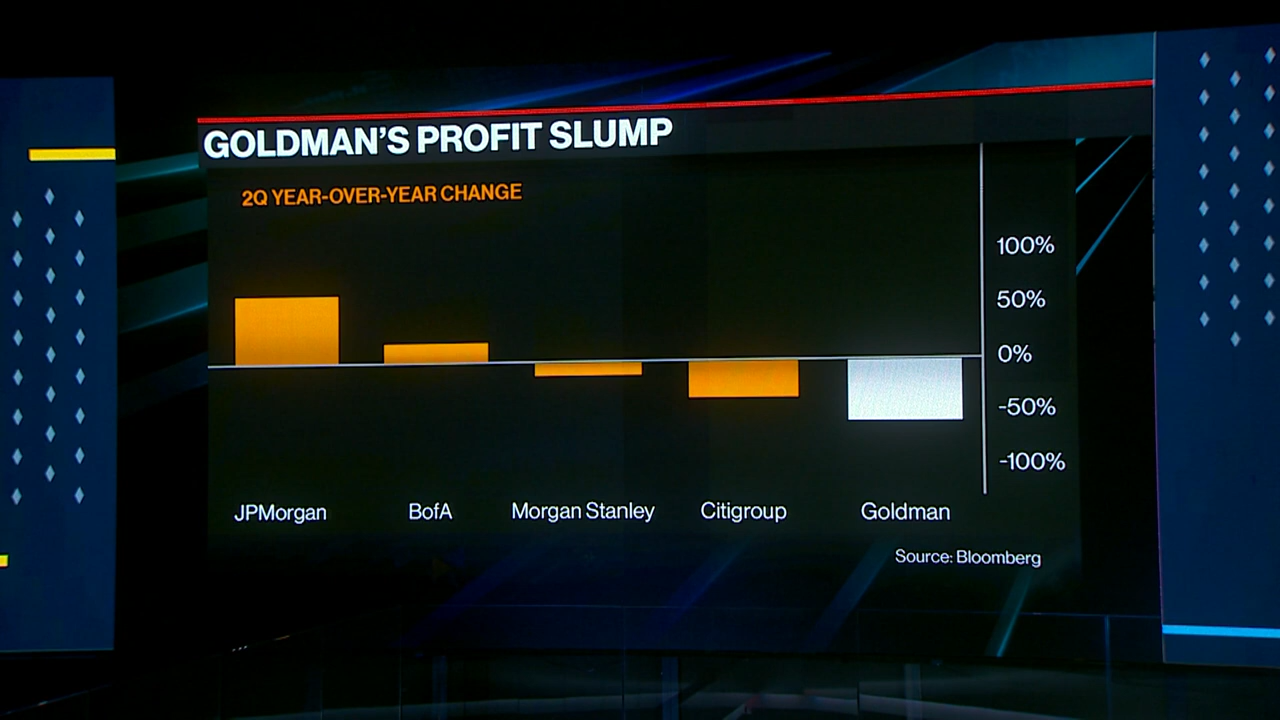 GOLDMAN'S PROFIT SLUMP
2Q YEAR-OVER-YEAR CHANGE
100%
50%
0%
-50%
-100%
JPMorgan BofA Morgan Stanley Citigroup Goldman
Source: Bloomberg